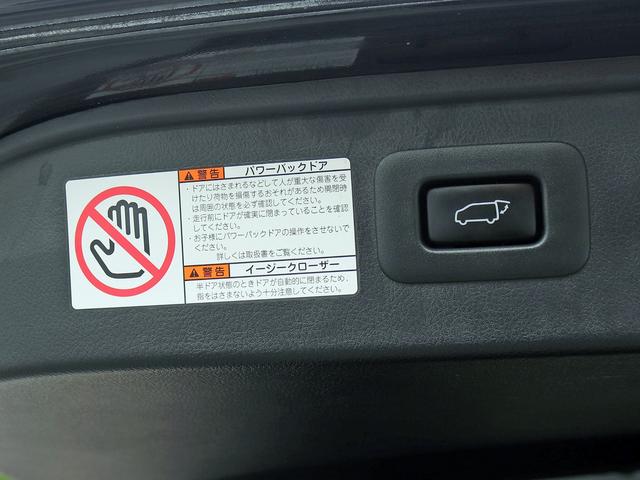 警告 パワーバックドア
・ドアにはさまれるなどして人が重大な傷害を受
けたり荷物を損傷するおそれがあるため開閉時
は周囲の状態を必ず確認してください。
・走行前にドアが確実に閉まっていることを確認
してください。
・お子様にパワーバックドアの操作をさせないで
ください。
詳しくは取扱書をご覧ください。
警告 イージークローザー
半ドア状態のときドアが自動的に閉まるため、
指をはさまないよう十分注意してください。